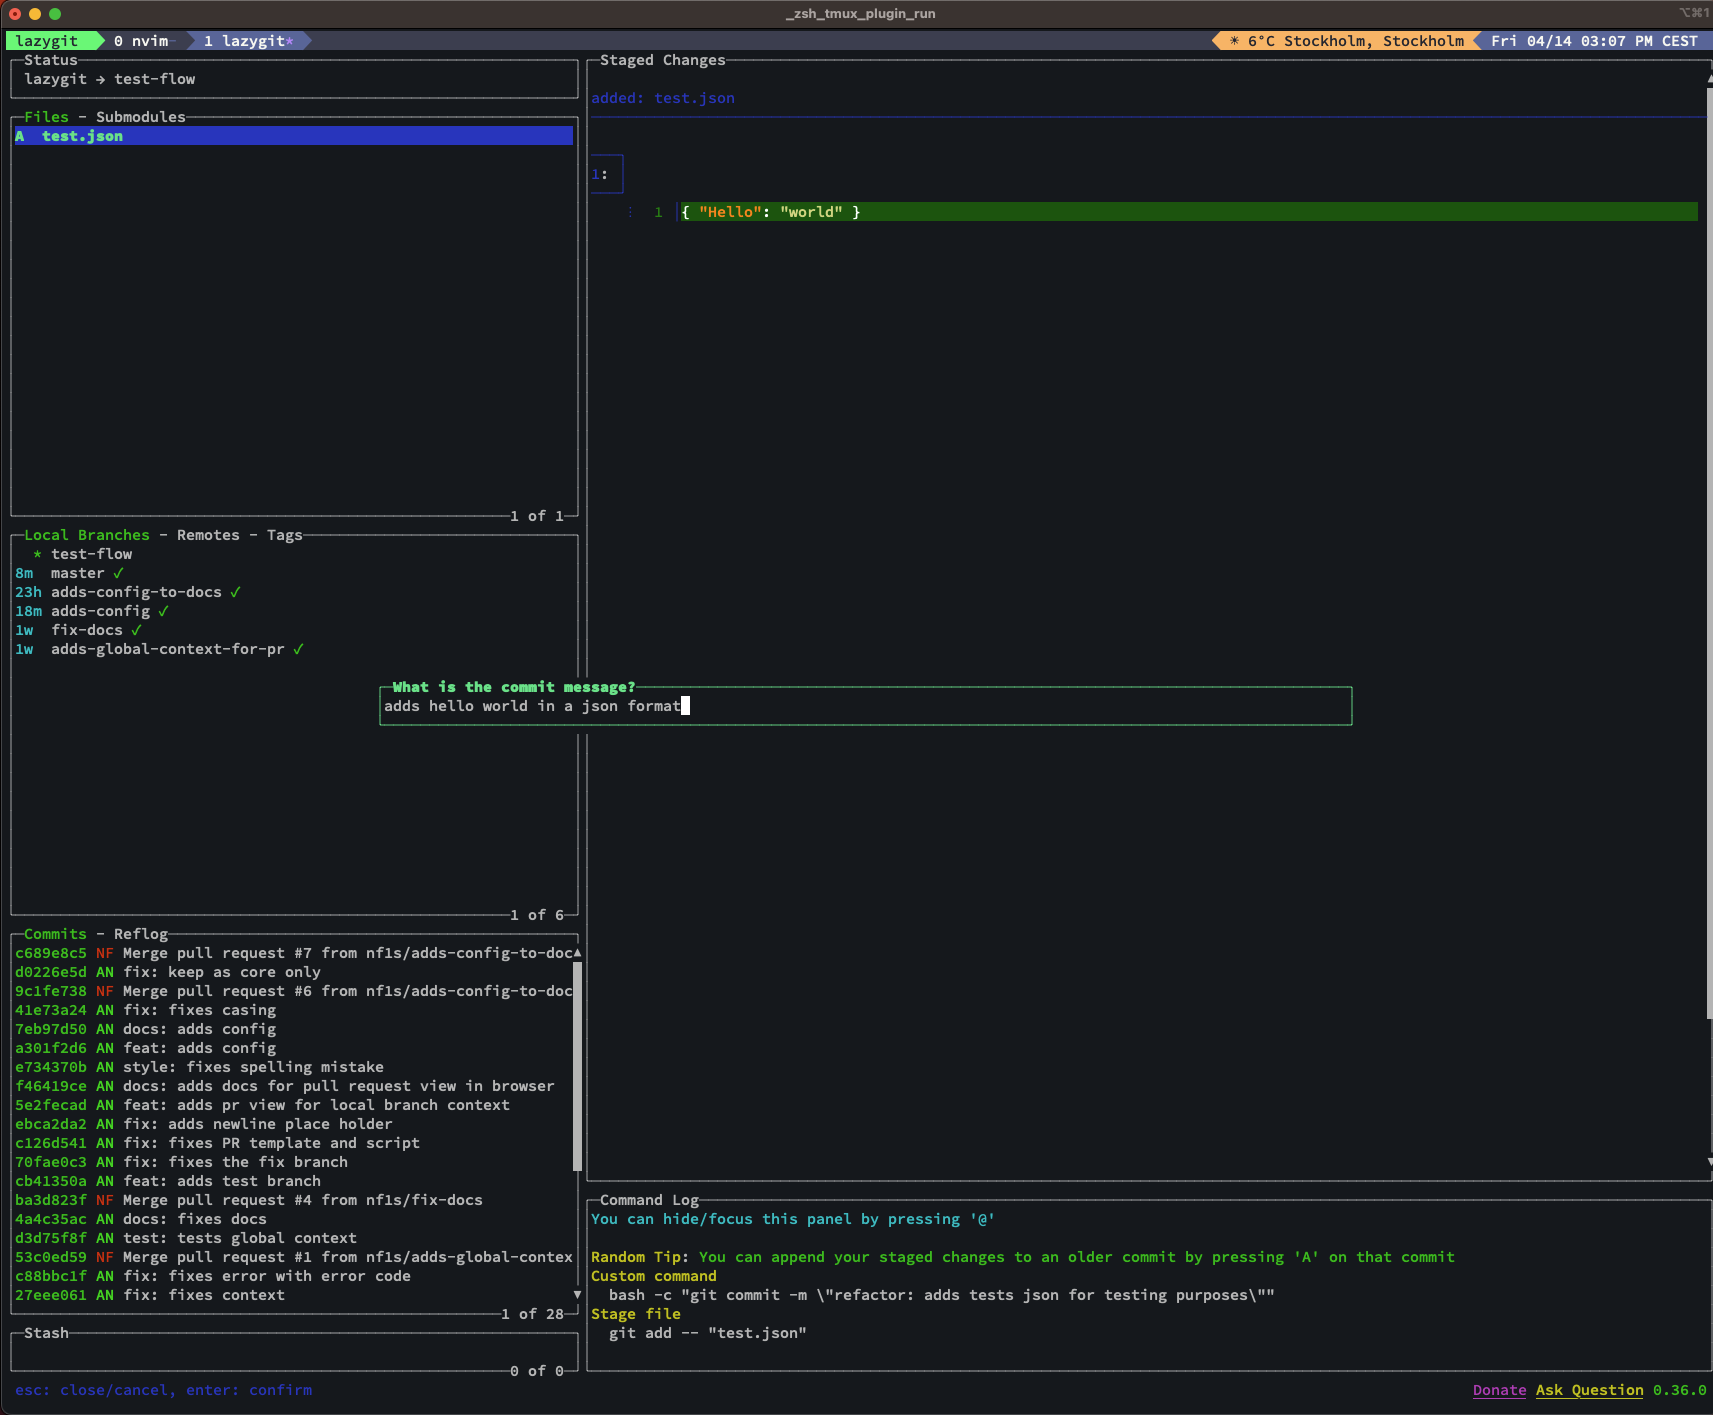 _zsh_tmux_plugin_run
⌥⌘1
lazygit 0 nvim- 1 lazygit*
☀ 6°C Stockholm, Stockholm Fri 04/14 03:07 PM CEST
Status
lazygit → test-flow
Files - Submodules
A test.json
1 of 1
Local Branches - Remotes - Tags
* test-flow
8m master ✓
23h adds-config-to-docs ✓
18m adds-config ✓
1w fix-docs ✓
1w adds-global-context-for-pr ✓
1 of 6
Commits - Reflog
c689e8c5 NF Merge pull request #7 from nf1s/adds-config-to-doc
d0226e5d AN fix: keep as core only
9c1fe738 NF Merge pull request #6 from nf1s/adds-config-to-doc
41e73a24 AN fix: fixes casing
7eb97d50 AN docs: adds config
a301f2d6 AN feat: adds config
e734370b AN style: fixes spelling mistake
f46419ce AN docs: adds docs for pull request view in browser
5e2fecad AN feat: adds pr view for local branch context
ebca2da2 AN fix: adds newline place holder
c126d541 AN fix: fixes PR template and script
70fae0c3 AN fix: fixes the fix branch
cb41350a AN feat: adds test branch
ba3d823f NF Merge pull request #4 from nf1s/fix-docs
4a4c35ac AN docs: fixes docs
d3d75f8f AN test: tests global context
53c0ed59 NF Merge pull request #1 from nf1s/adds-global-contex
c88bbc1f AN fix: fixes error with error code
27eee061 AN fix: fixes context
1 of 28
Stash
0 of 0
Staged Changes
added: test.json
1:
⋮ 1 │{ "Hello": "world" }
What is the commit message?
adds hello world in a json format
Command Log
You can hide/focus this panel by pressing '@'
Random Tip: You can append your staged changes to an older commit by pressing 'A' on that commit
Custom command
bash -c "git commit -m \"refactor: adds tests json for testing purposes\""
Stage file
git add -- "test.json"
esc: close/cancel, enter: confirm
Donate Ask Question 0.36.0